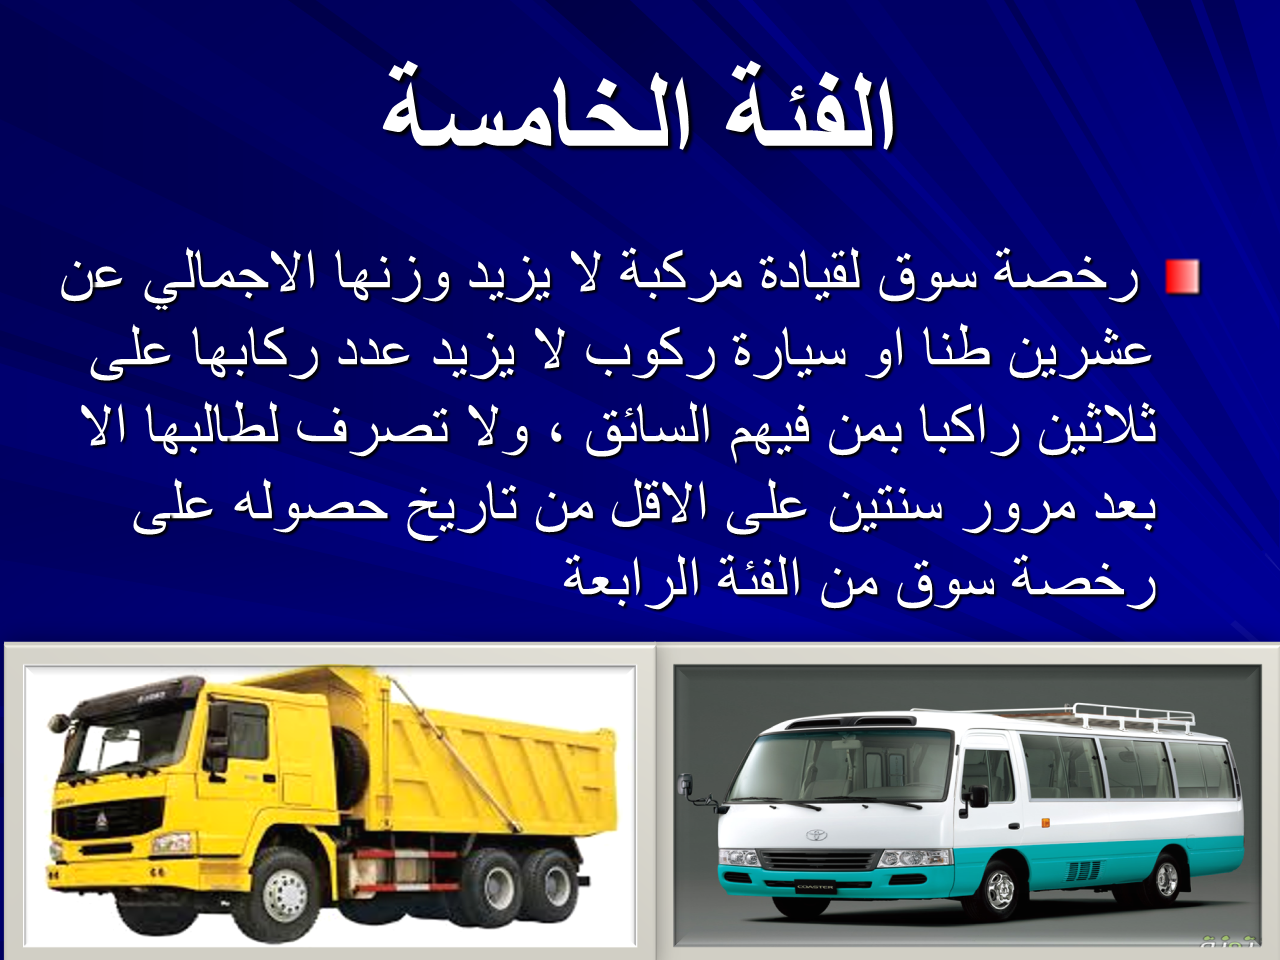 الفئة الخامسة
رخصة سوق لقيادة مركبة لا يزيد وزنها الاجمالي عن
عشرين طنا او سيارة ركوب لا يزيد عدد ركابها على
ثلاثين راكبا بمن فيهم السائق ، ولا تصرف لطالبها الا
بعد مرور سنتين على الاقل من تاريخ حصوله على
رخصة سوق من الفئة الرابعة
COASTER